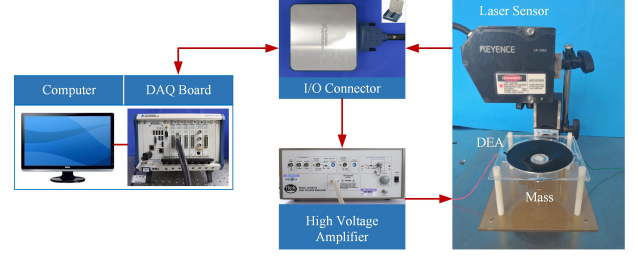 Laser Sensor
KEYENCE
I/O Connector
Computer
DAQ Board
DEA
Mass
High Voltage
Amplifier